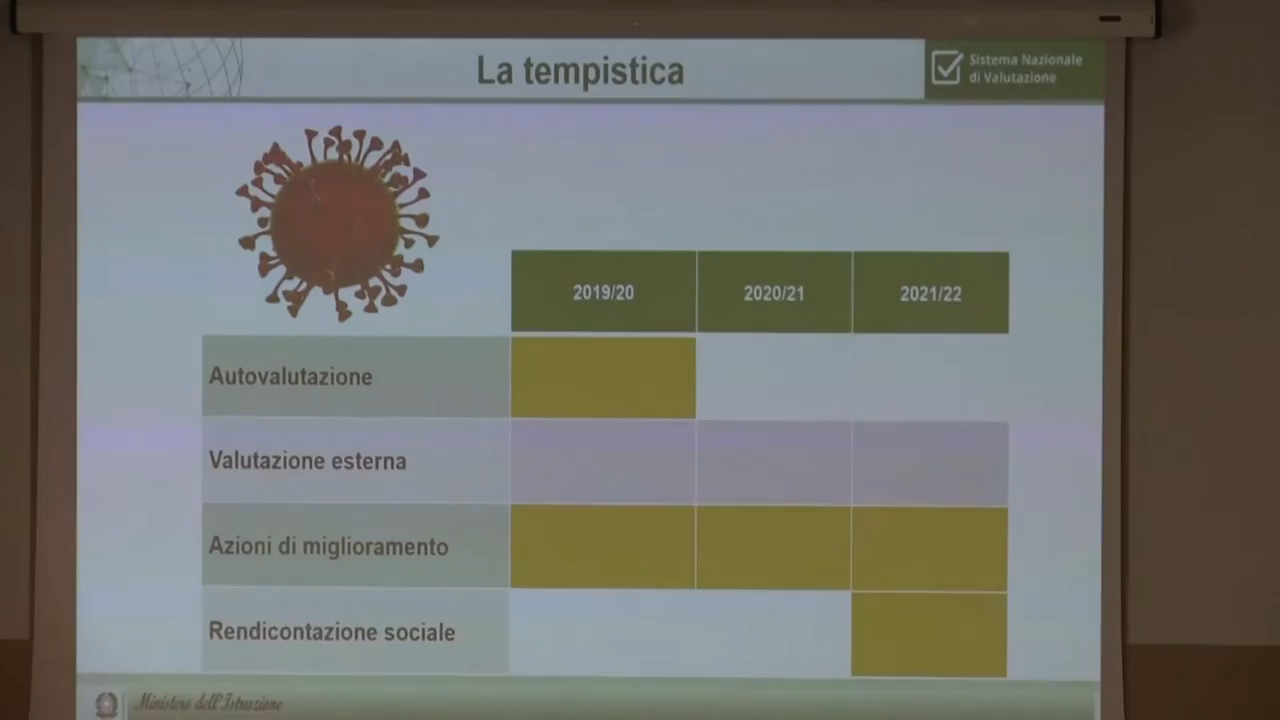 La tempistica
Sistema Nazionale
di Valutazione
2019/20 2020/21 2021/22
Autovalutazione
Valutazione esterna
Azioni di miglioramento
Rendicontazione sociale
Ministero dell'Istruzione